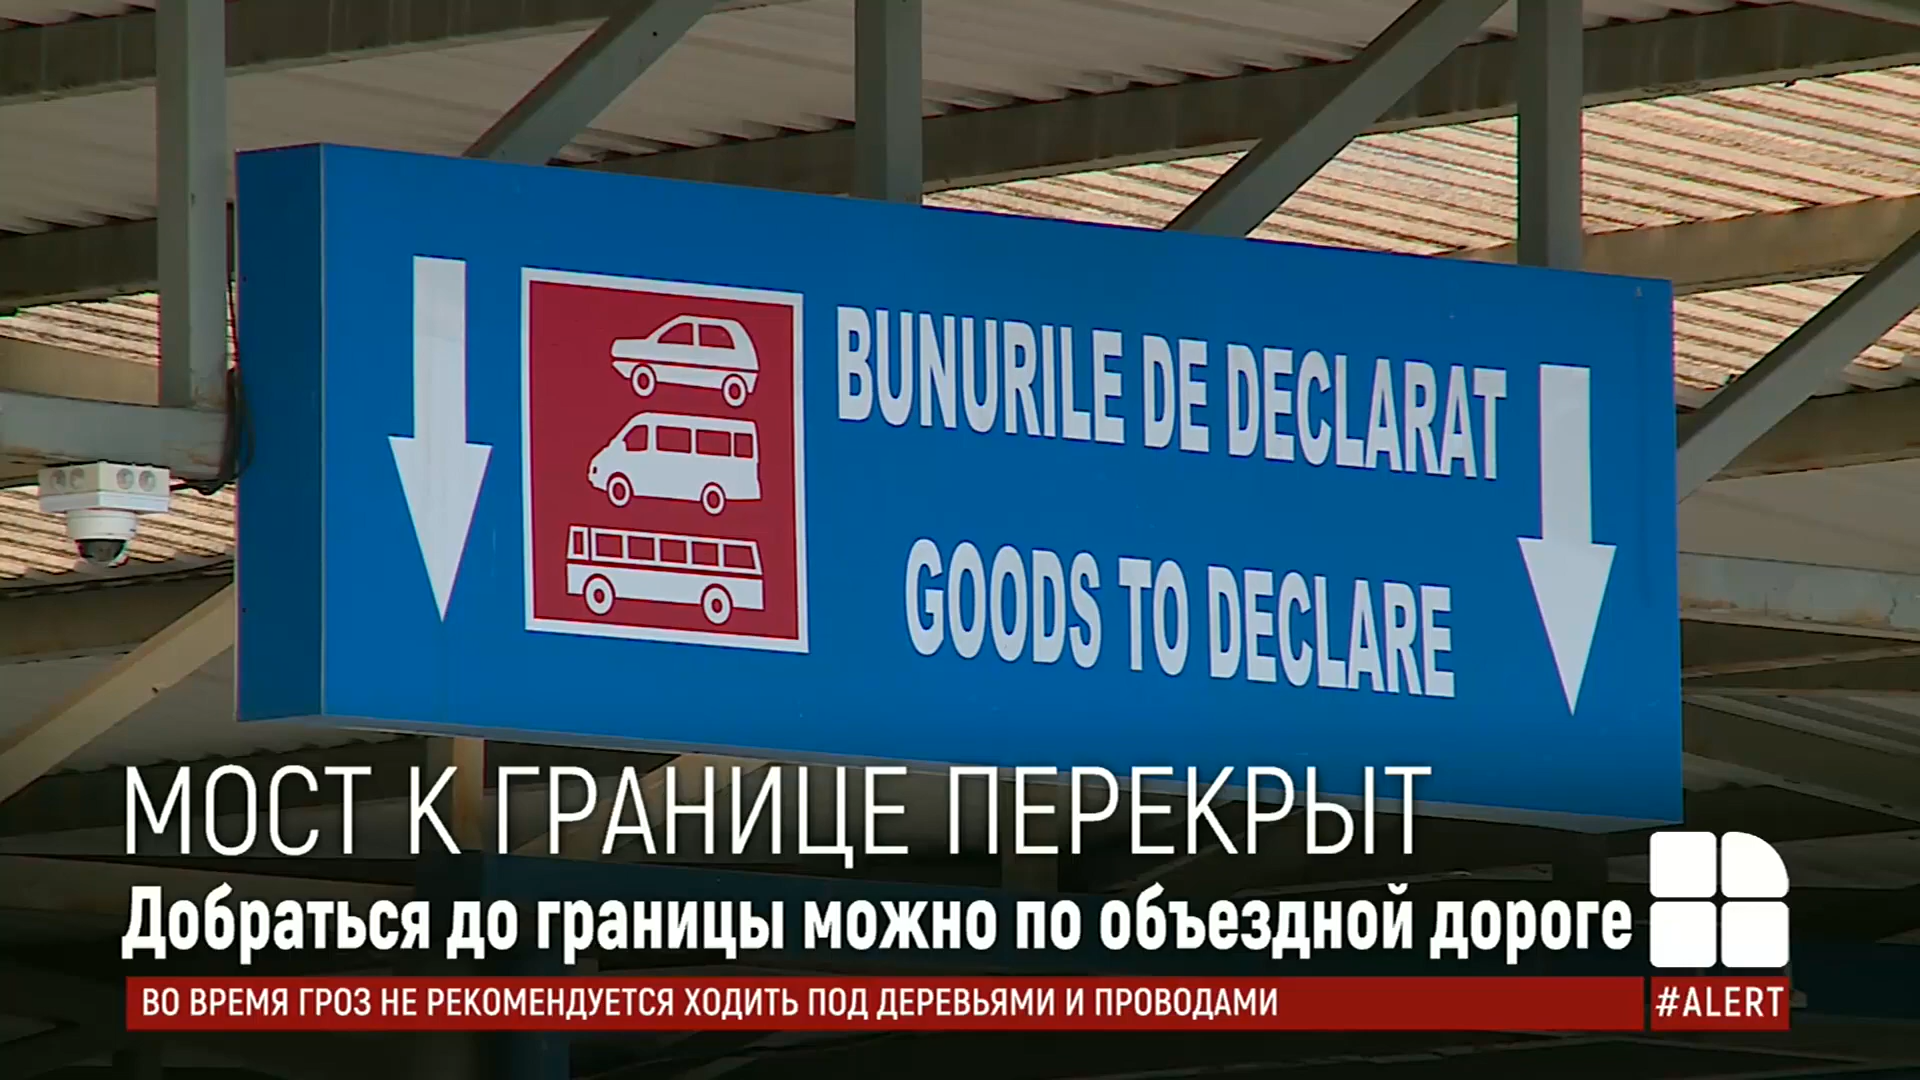 BUNURILE DE DECLARAT
GOODS TO DECLARE
МОСТ К ГРАНИЦЕ ПЕРЕКРЫТ
Добраться до границы можно по объездной дороге
ВО ВРЕМЯ ГРОЗ НЕ РЕКОМЕНДУЕТСЯ ХОДИТЬ ПОД ДЕРЕВЬЯМИ И ПРОВОДАМИ
#ALERT